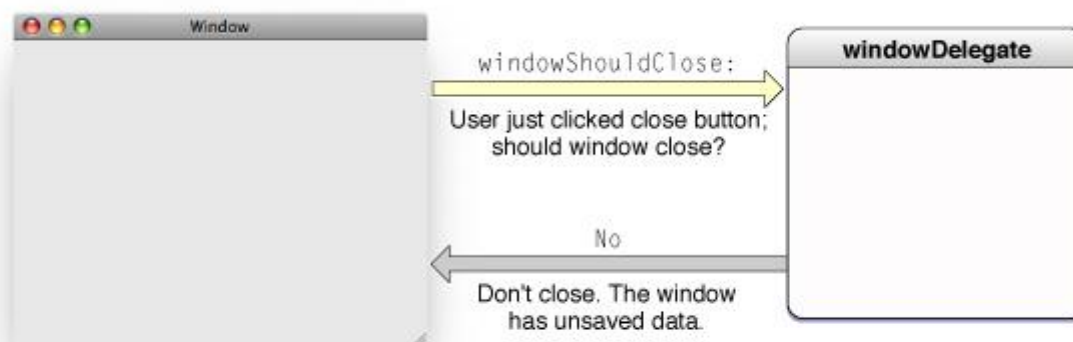 Window
windowShouldClose:
User just clicked close button;
should window close?
windowDelegate
No
Don't close. The window
has unsaved data.